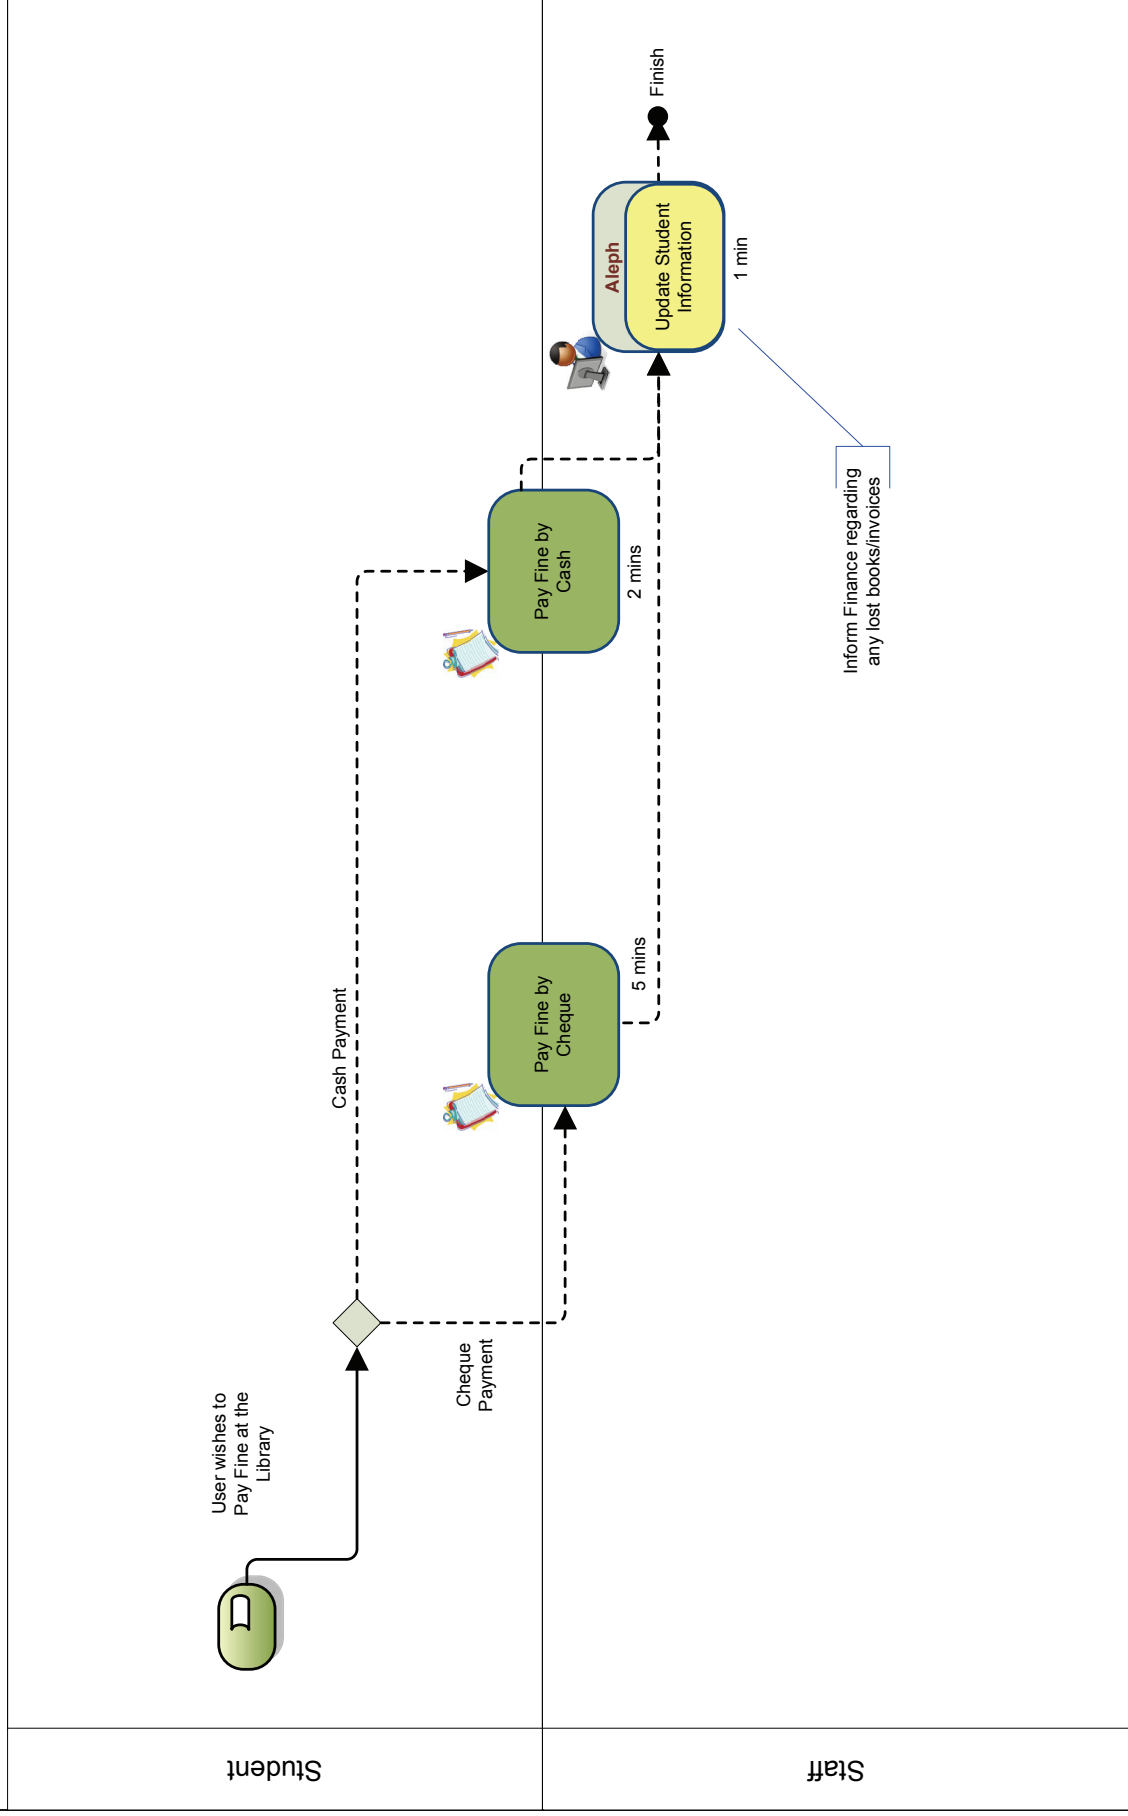 Student
User wishes to
Pay Fine at the
Library
Cash Payment
Cheque
Payment
Pay Fine by
Cheque
5 mins
Pay Fine by
Cash
2 mins
Staff
Aleph
Update Student
Information
1 min
Finish
Inform Finance regarding
any lost books/invoices